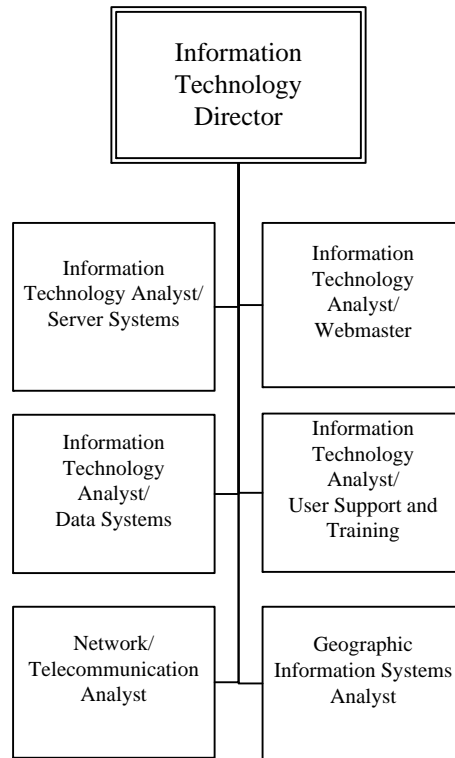 Information
Technology
Director
Information
Technology Analyst/
Server Systems
Information
Technology
Analyst/
Webmaster
Information
Technology
Analyst/
Data Systems
Information
Technology
Analyst/
User Support and
Training
Network/
Telecommunication
Analyst
Geographic
Information Systems
Analyst